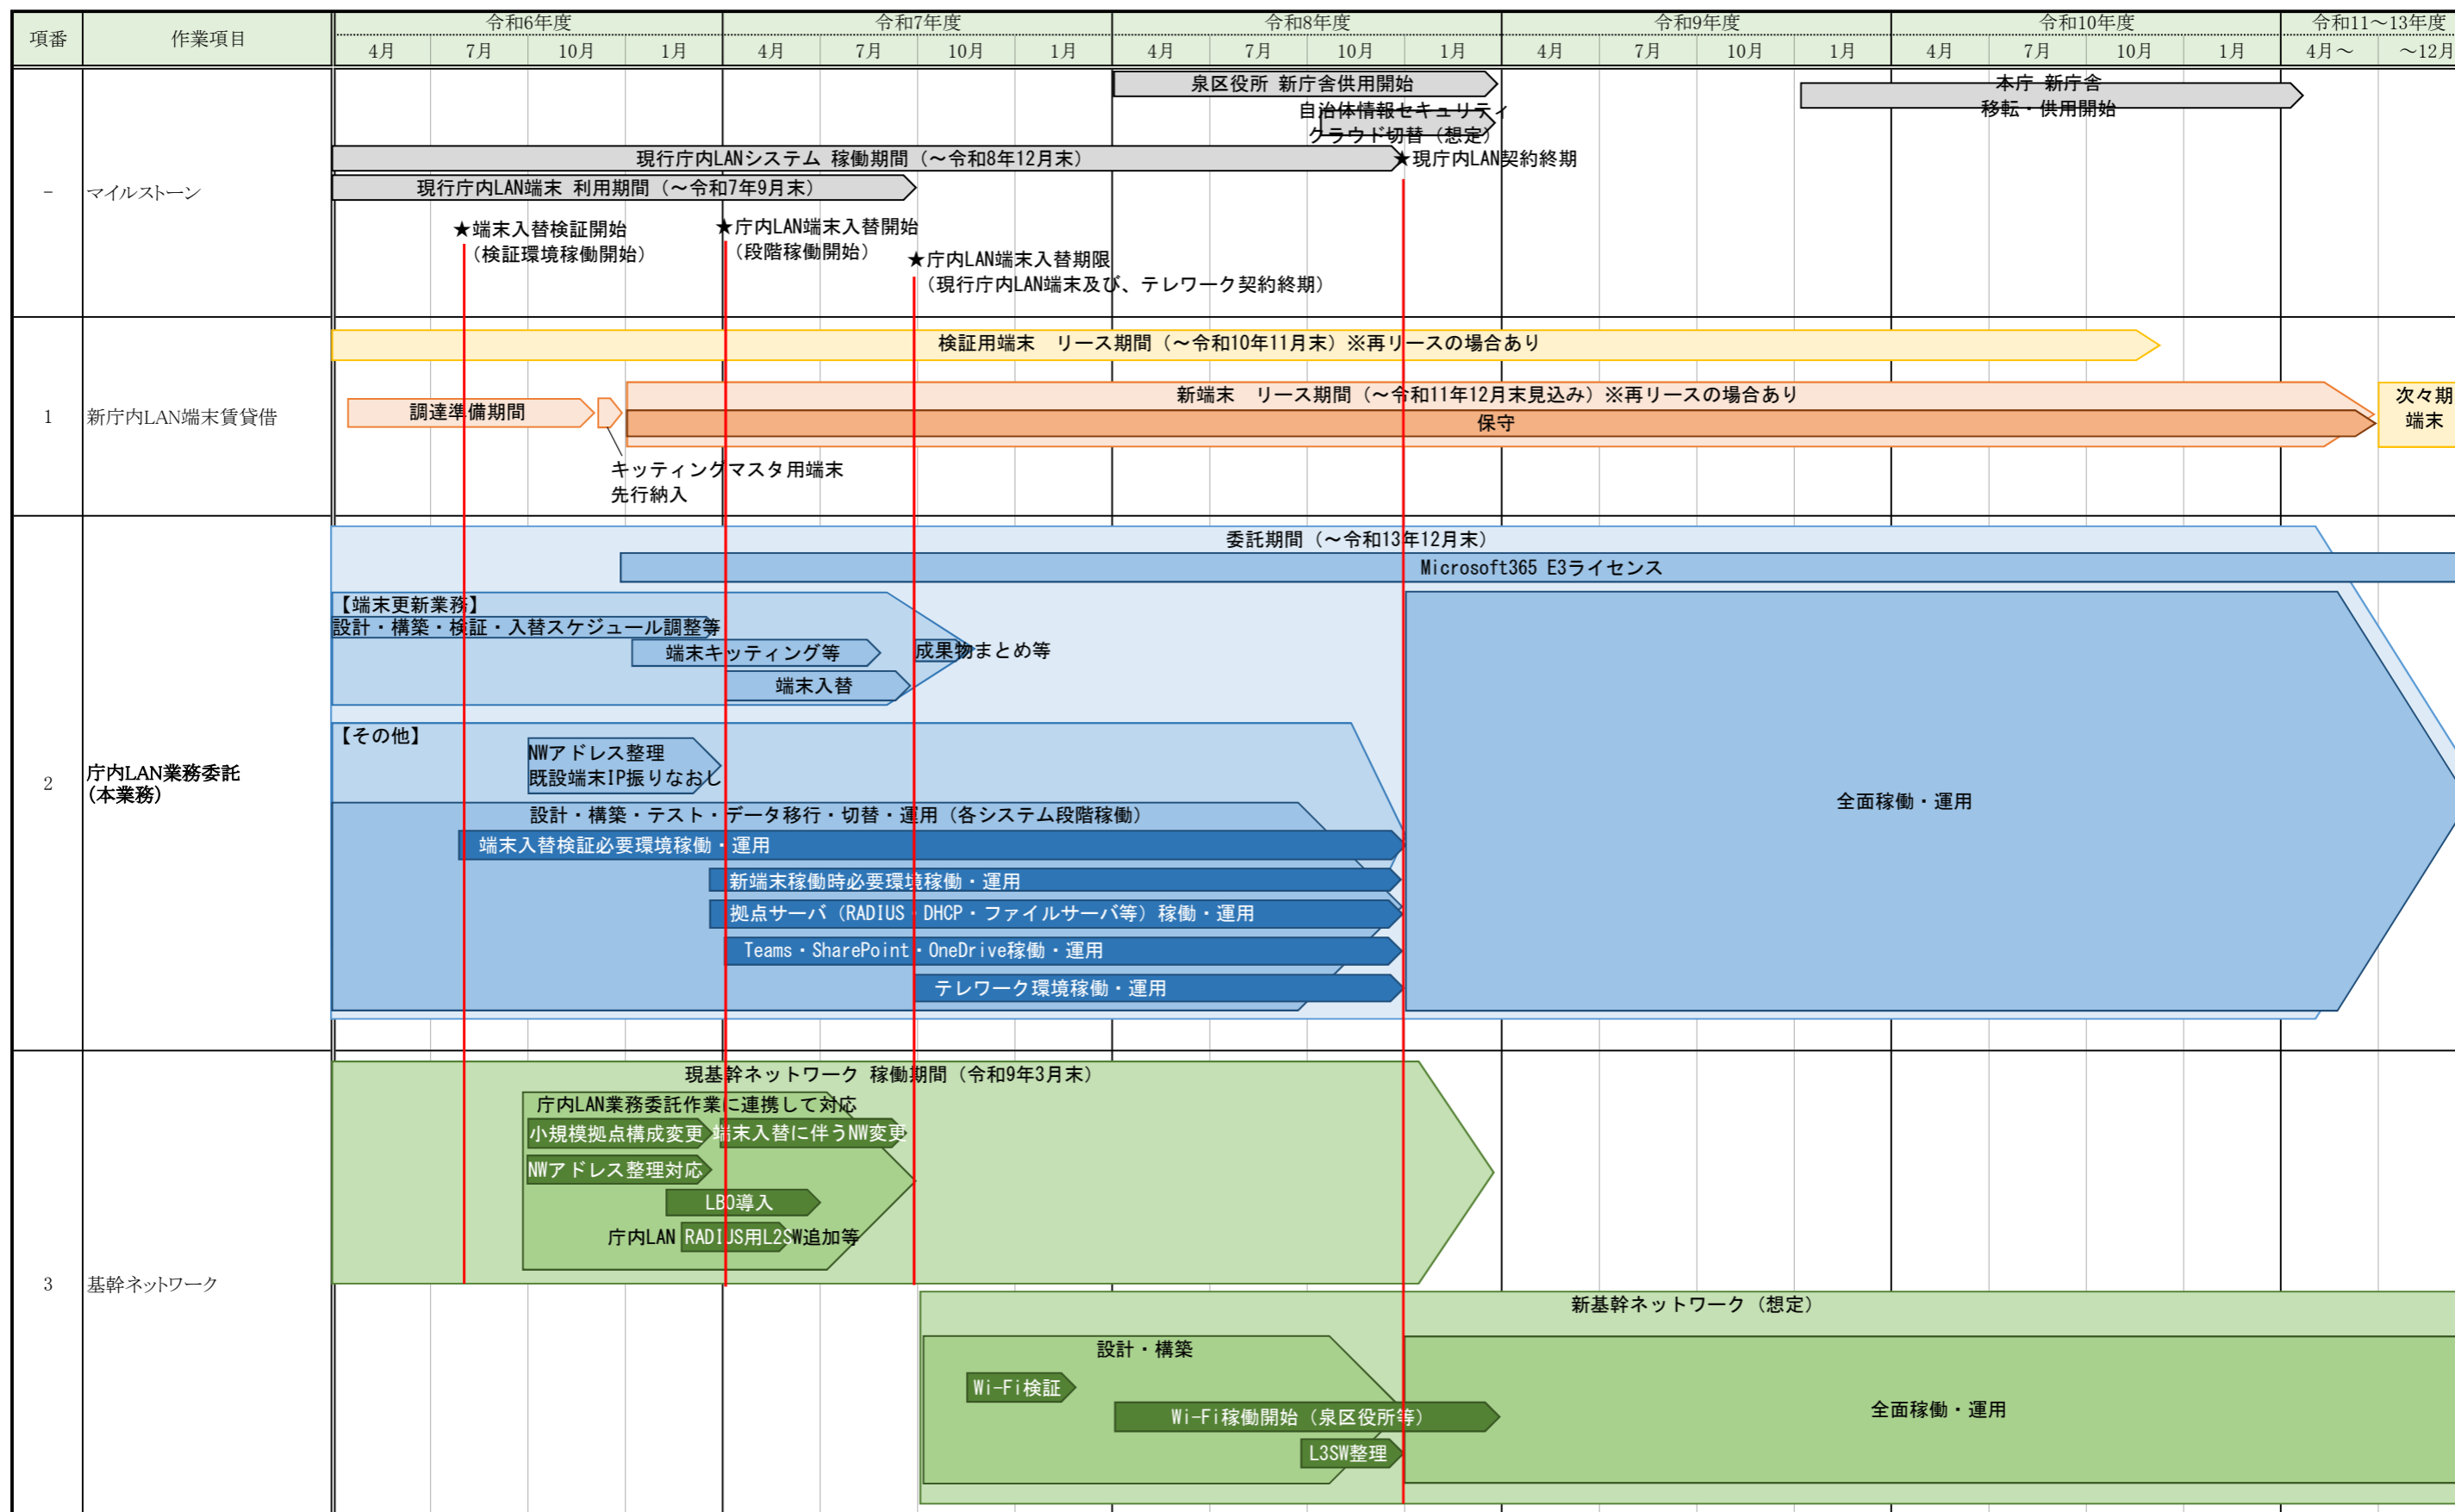 項番 作業項目 令和6年度 令和7年度 令和8年度 令和9年度 令和10年度 令和11～13年度
4月 7月 10月 1月 4月 7月 10月 1月 4月 7月 10月 1月 4月 7月 10月 1月 4月 7月 10月 1月 4月～ ～12月
－ マイルストーン
泉区役所 新庁舎供用開始
本庁 新庁舎
移転・供用開始
自治体情報セキュリティ
クラウド切替（想定）
現行庁内LANシステム 稼働期間（～令和8年12月末）
★現庁内LAN契約終期
現行庁内LAN端末 利用期間（～令和7年9月末）
★端末入替検証開始
（検証環境稼働開始）
★庁内LAN端末入替開始
（段階稼働開始）
★庁内LAN端末入替期限
（現行庁内LAN端末及び、テレワーク契約終期）
1 新庁内LAN端末賃貸借
検証用端末　リース期間（～令和10年11月末）※再リースの場合あり
新端末　リース期間（～令和11年12月末見込み）※再リースの場合あり
調達準備期間
保守
次々期
端末
キッティングマスタ用端末
先行納入
2 庁内LAN業務委託
（本業務）
委託期間（～令和13年12月末）
Microsoft365 E3ライセンス
【端末更新業務】
設計・構築・検証・入替スケジュール調整等
端末キッティング等
成果物まとめ等
端末入替
【その他】
NWアドレス整理
既設端末IP振りなおし
設計・構築・テスト・データ移行・切替・運用（各システム段階稼働）
端末入替検証必要環境稼働・運用
新端末稼働時必要環境稼働・運用
拠点サーバ（RADIUS・DHCP・ファイルサーバ等）稼働・運用
Teams・SharePoint・OneDrive稼働・運用
テレワーク環境稼働・運用
全面稼働・運用
3 基幹ネットワーク
現基幹ネットワーク 稼働期間（令和9年3月末）
庁内LAN業務委託作業に連携して対応
小規模拠点構成変更
端末入替に伴うNW変更
NWアドレス整理対応
LBO導入
庁内LAN RADIUS用L2SW追加等
新基幹ネットワーク（想定）
設計・構築
Wi-Fi検証
Wi-Fi稼働開始（泉区役所等）
L3SW整理
全面稼働・運用